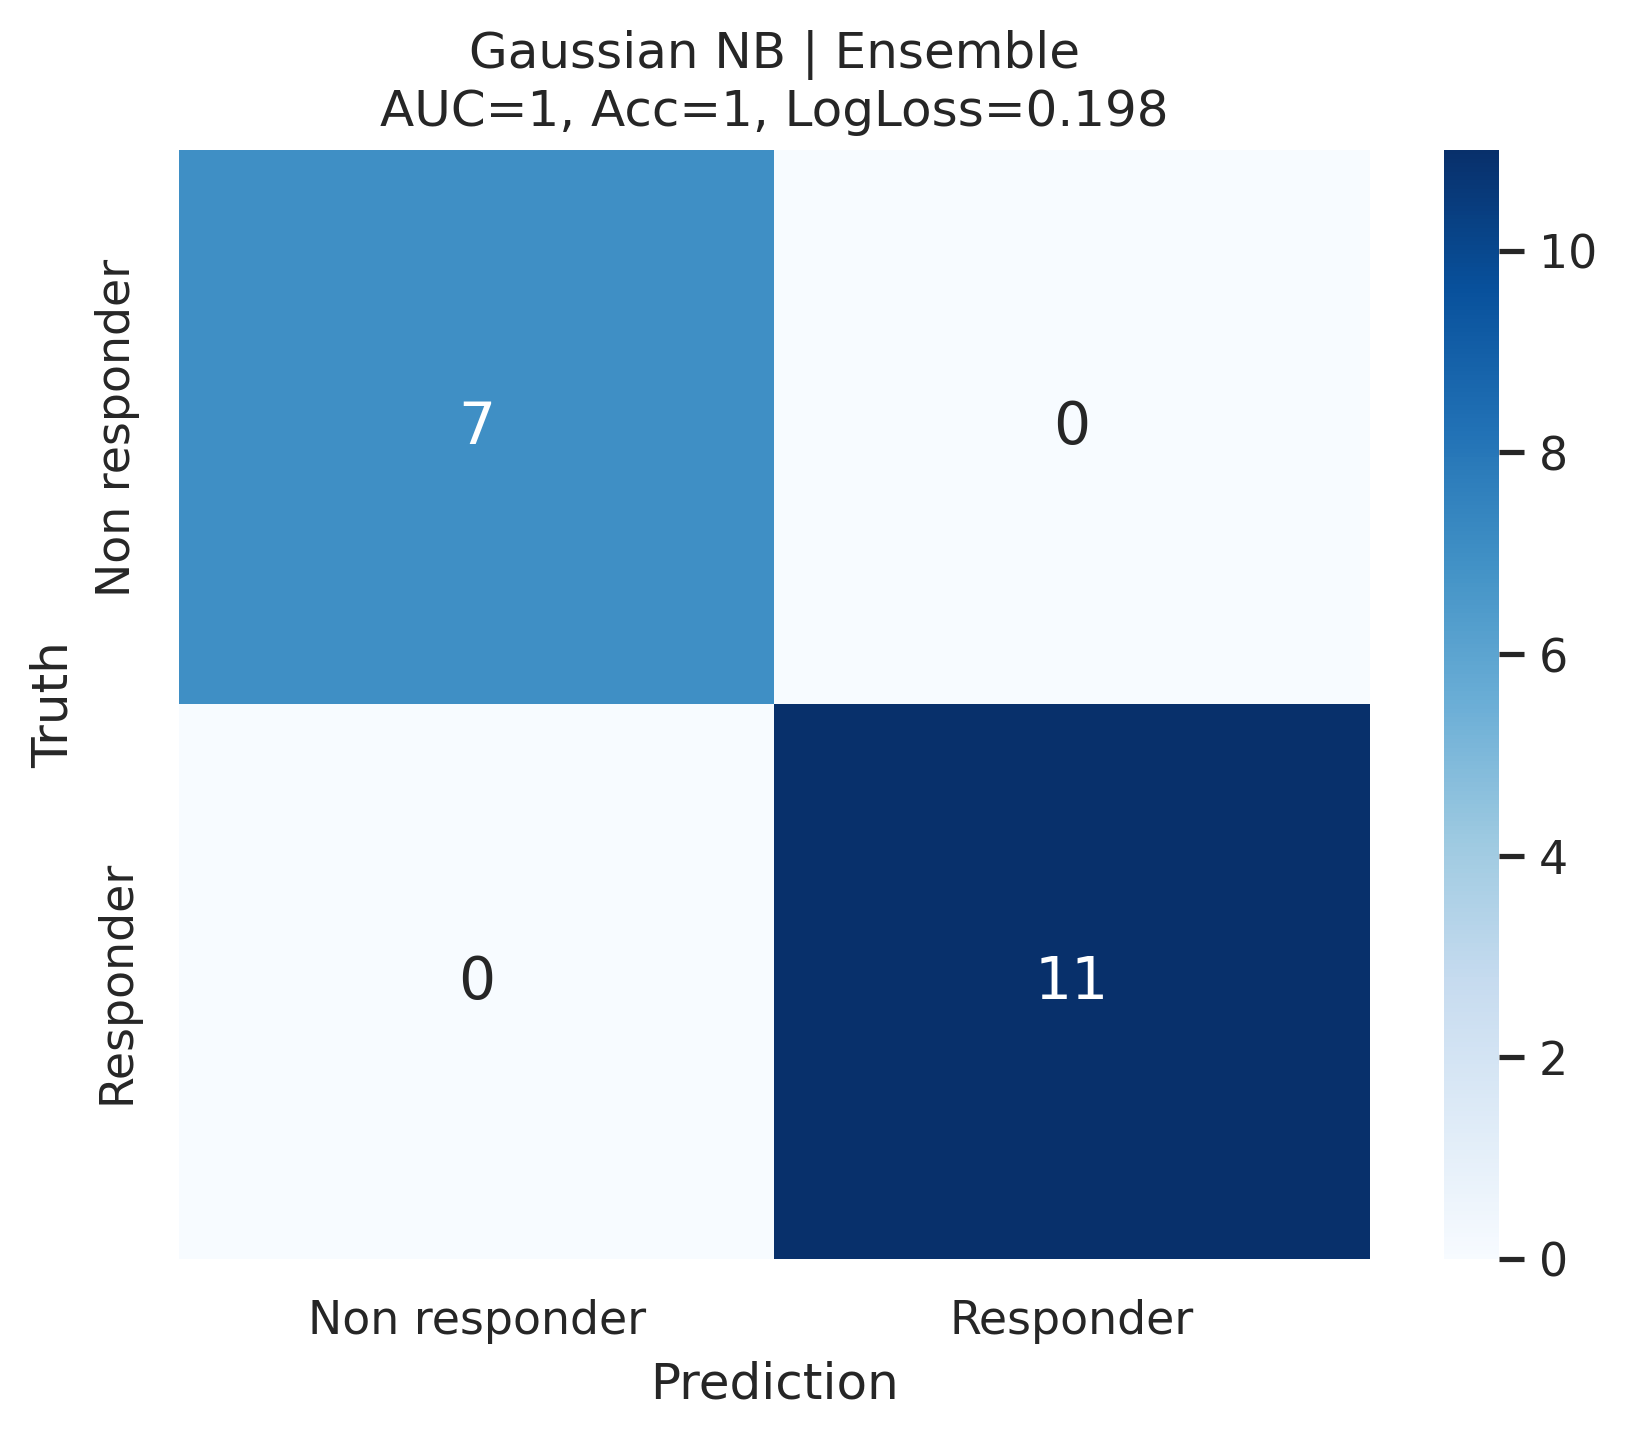 Gaussian NB | Ensemble
AUC=1, Acc=1, LogLoss=0.198
Truth
Non responder
Responder
7
0
0
11
Non responder
Responder
Prediction
10
8
6
4
2
0